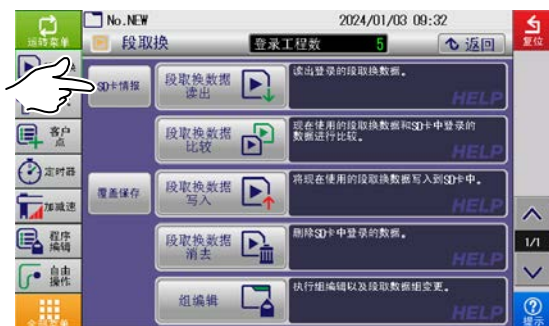 No.NEW
2024/01/03 09:32
运转菜单
段取换
登录工程数
5
返回
复位
SD卡情报
段取换数据
读出
读出登录的段取换数据。
HELP
段取换数据
比较
现在使用的段取换数据和SD卡中登录的
数据进行比较。
HELP
客户
点
定时器
覆盖保存
段取换数据
写入
将现在使用的段取换数据写入到SD卡中。
HELP
加减速
程序
编辑
段取换数据
消去
删除SD卡中登录的数据。
HELP
1/1
自由
操作
组编辑
执行组编辑以及段取数据组变更。
HELP
全部菜单
提示